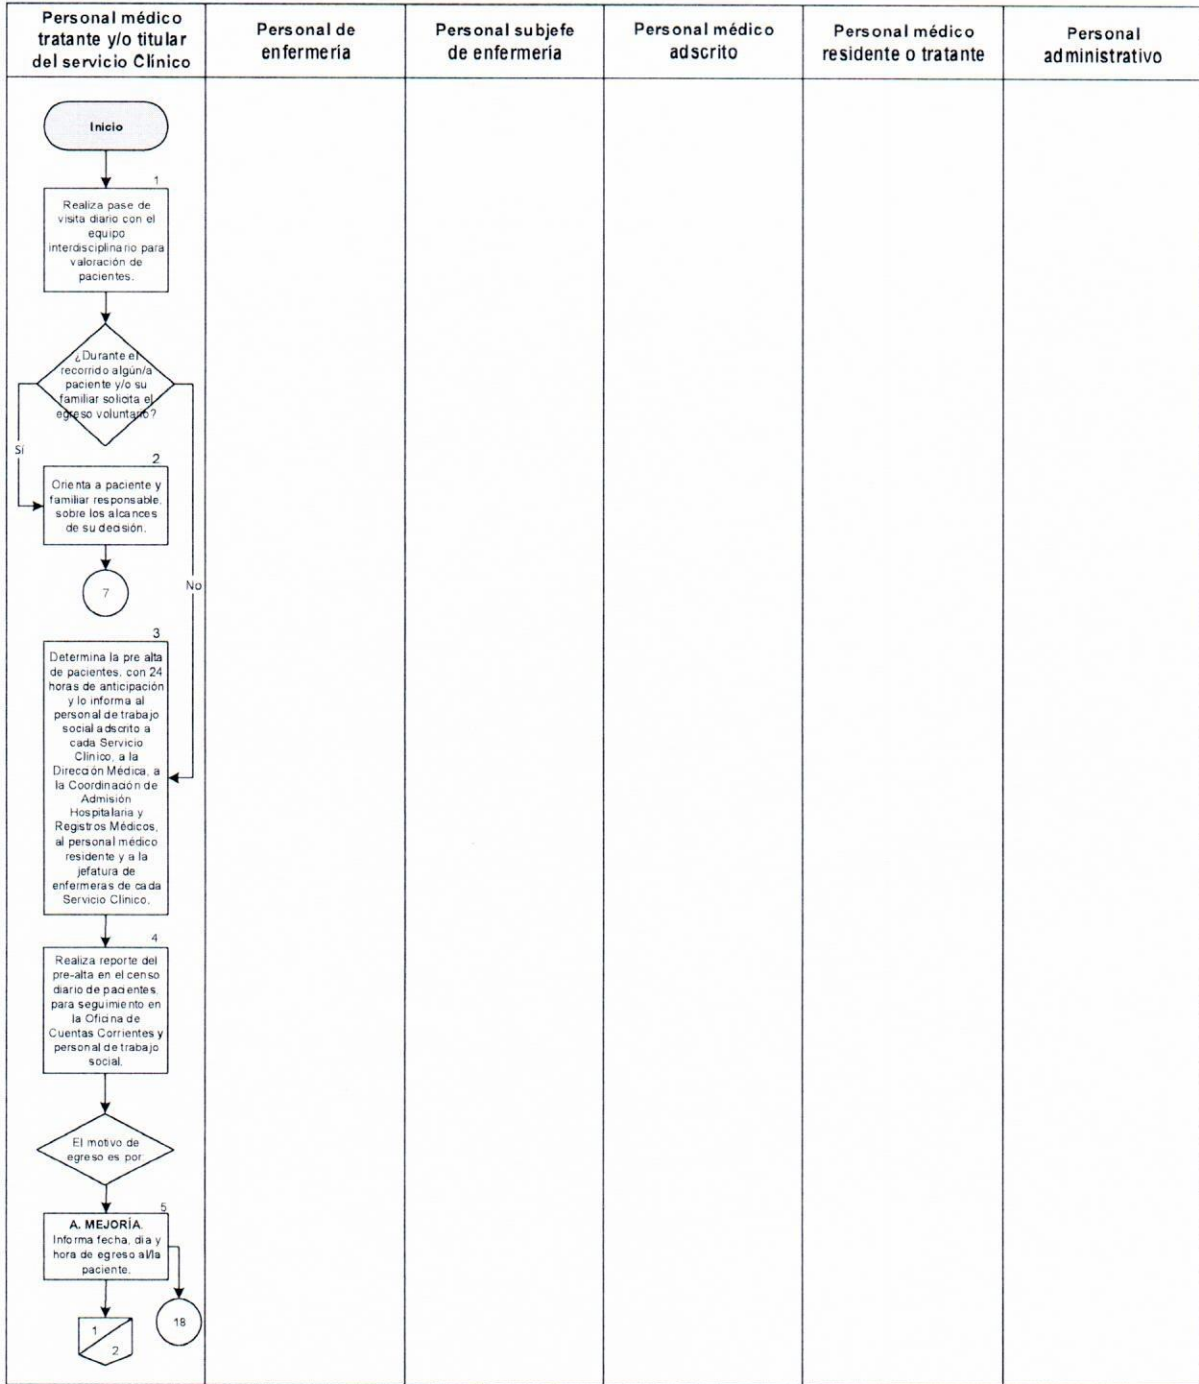 Personal médico
tratante y/o titular
del servicio Clínico
Personal de
enfermería
Personal subjefe
de enfermería
Personal médico
adscrito
Personal médico
residente o tratante
Personal
administrativo
Inicio
1
Realiza pase de
visita diario con el
equipo
interdisciplinario para
valoración de
pacientes.
¿Durante el
recorrido algún/a
paciente y/o su
familiar solicita el
egreso voluntario?
Sí
2
Orienta a paciente y
familiar responsable,
sobre los alcances
de su decisión.
7
No
3
Determina la pre alta
de pacientes, con 24
horas de anticipación
y lo informa al
personal de trabajo
social adscrito a
cada Servicio
Clínico, a la
Dirección Médica, a
la Coordinación de
Admisión
Hospitalaria y
Registros Médicos,
al personal médico
residente y a la
jefatura de
enfermeras de cada
Servicio Clínico.
4
Realiza reporte del
pre-alta en el censo
diario de pacientes,
para seguimiento en
la Oficina de
Cuentas Corrientes y
personal de trabajo
social.
El motivo de
egreso es por:
5
A. MEJORÍA.
Informa fecha, día y
hora de egreso al/la
paciente.
18
1
2